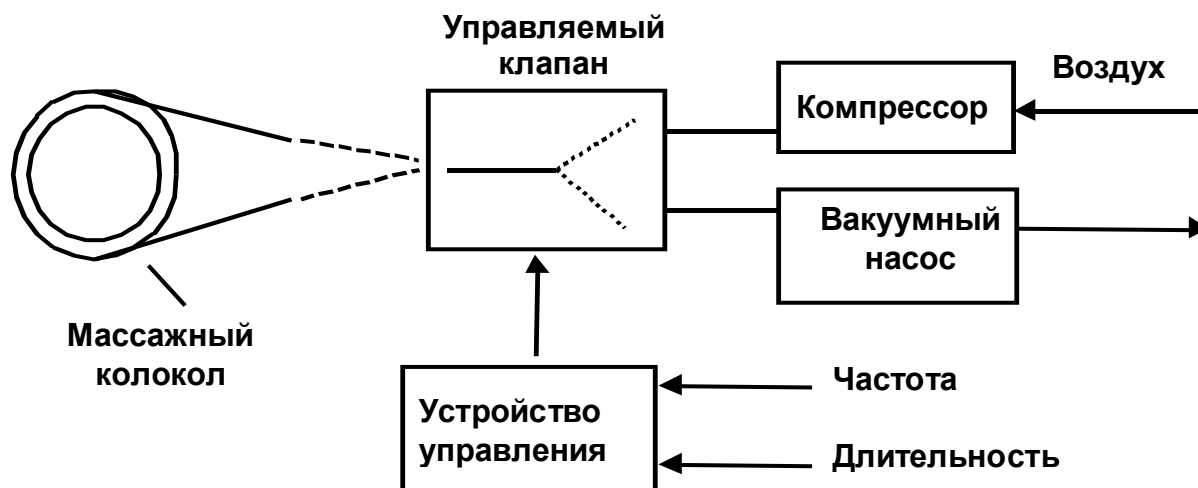 Управляемый
клапан
Воздух
Компрессор
Вакуумный
насос
Массажный
колокол
Устройство
управления
Частота
Длительность